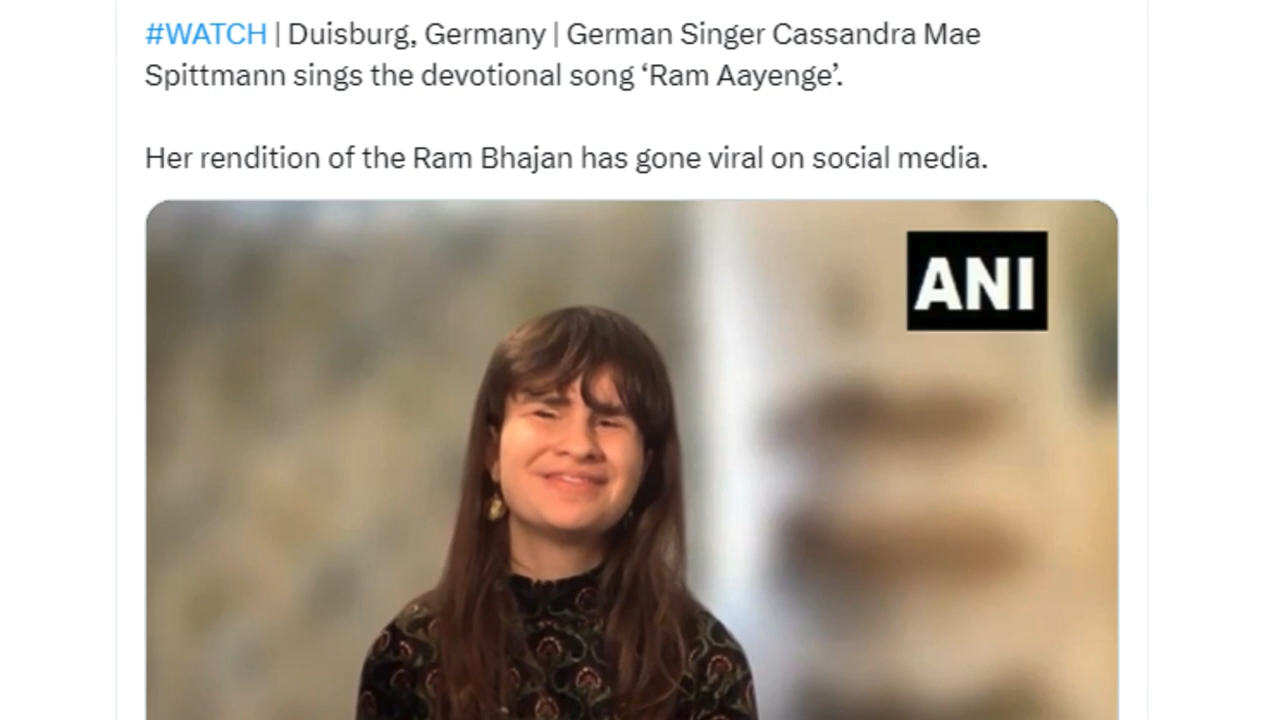 #WATCH | Duisburg, Germany | German Singer Cassandra Mae
Spittmann sings the devotional song ‘Ram Aayenge’.
Her rendition of the Ram Bhajan has gone viral on social media.
ANI